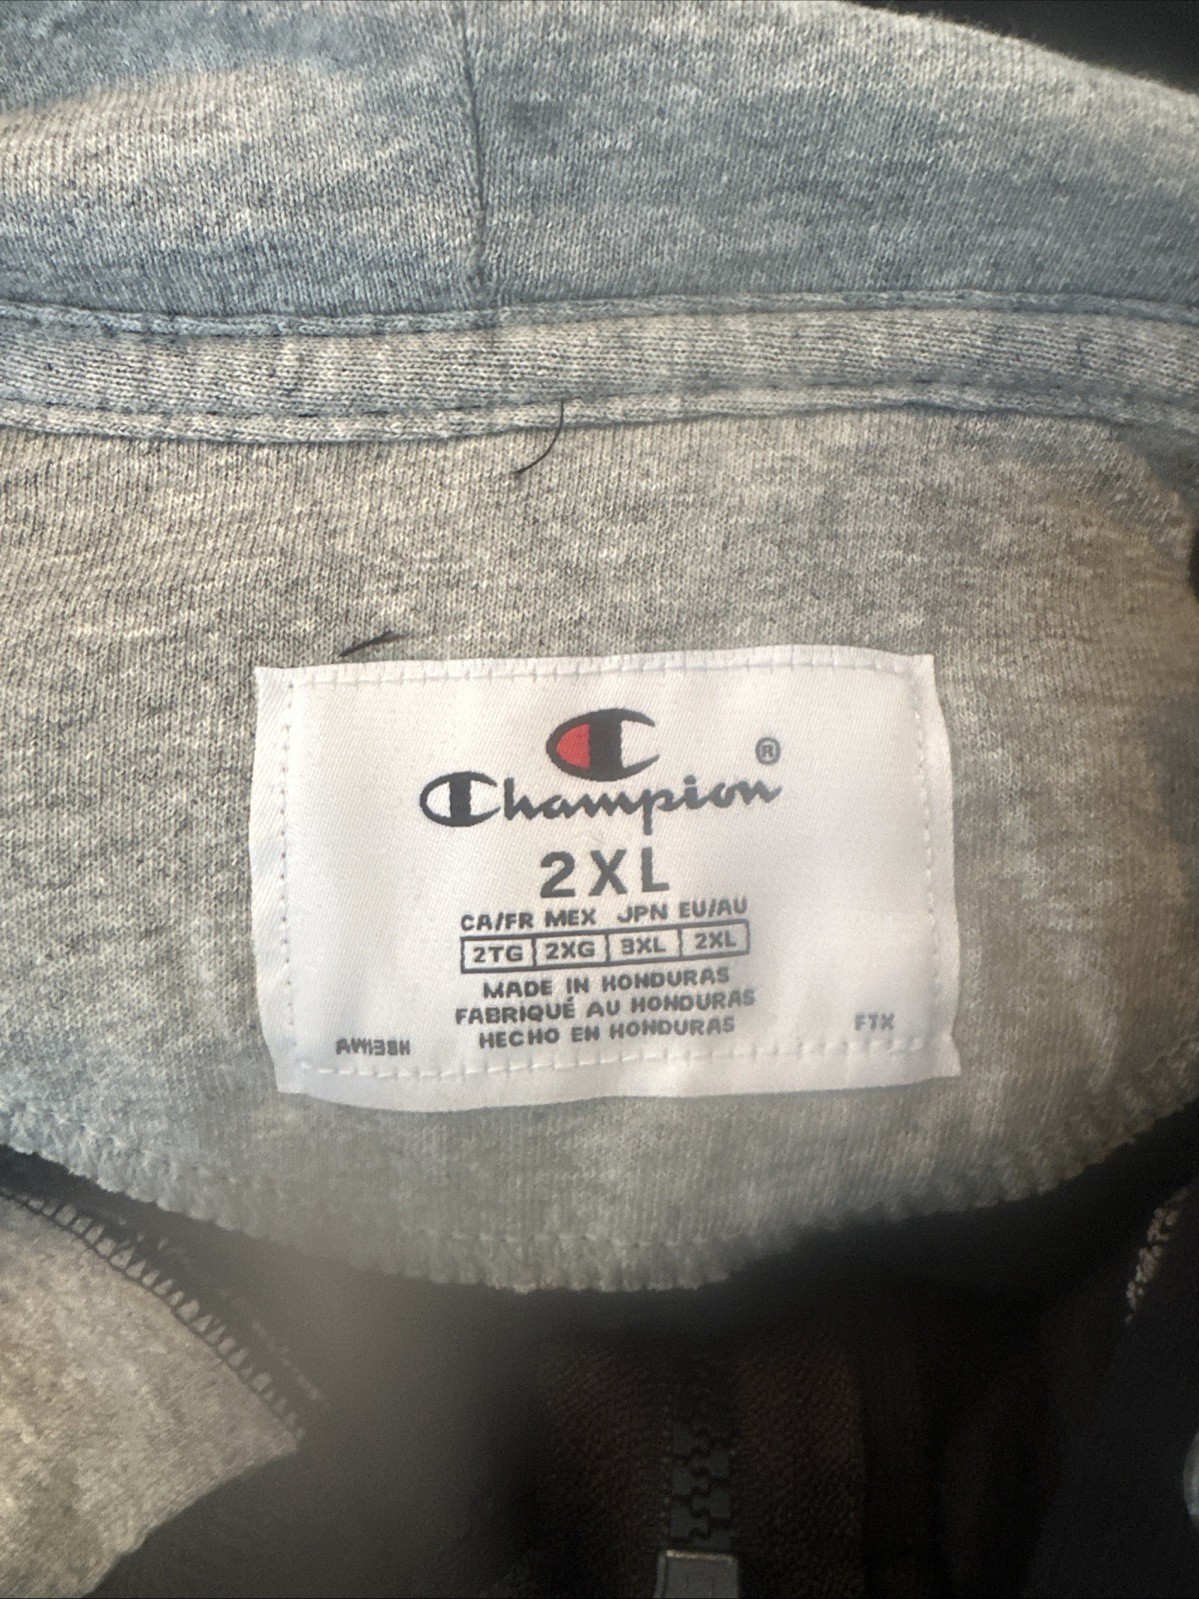 Champion®
2XL
CA/FR MEX JPN EU/AU
2TG 2XG 3XL 2XL
MADE IN HONDURAS
FABRIQUÉ AU HONDURAS
HECHO EN HONDURAS
FTX